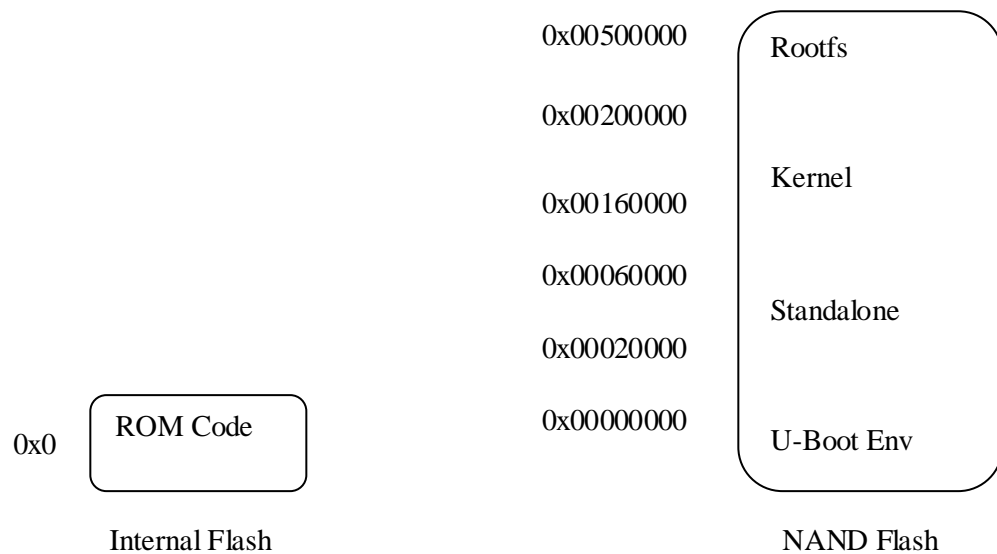 0x00500000
Rootfs
0x00200000
Kernel
0x00160000
0x00060000
Standalone
0x00020000
0x00000000
ROM Code
0x0
U-Boot Env
Internal Flash
NAND Flash